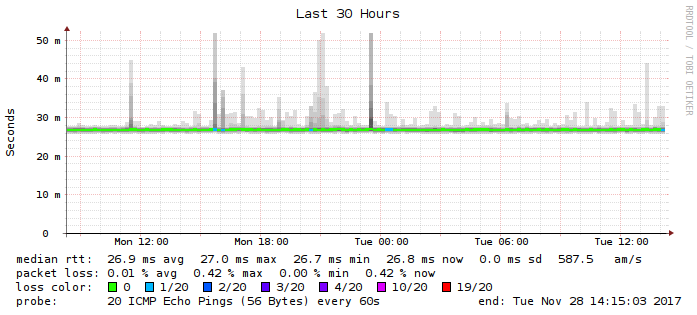 Last 30 Hours
RRDTOOL / TOBI OETIKER
Seconds
50 m
40 m
30 m
20 m
10 m
0
Mon 12:00 Mon 18:00 Tue 00:00 Tue 06:00 Tue 12:00
median rtt: 26.9 ms avg 27.0 ms max 26.7 ms min 26.8 ms now 0.0 ms sd 587.5 am/s
packet loss: 0.01 % avg 0.42 % max 0.00 % min 0.42 % now
loss color: 0 1/20 2/20 3/20 4/20 10/20 19/20
probe: 20 ICMP Echo Pings (56 Bytes) every 60s end: Tue Nov 28 14:15:03 2017